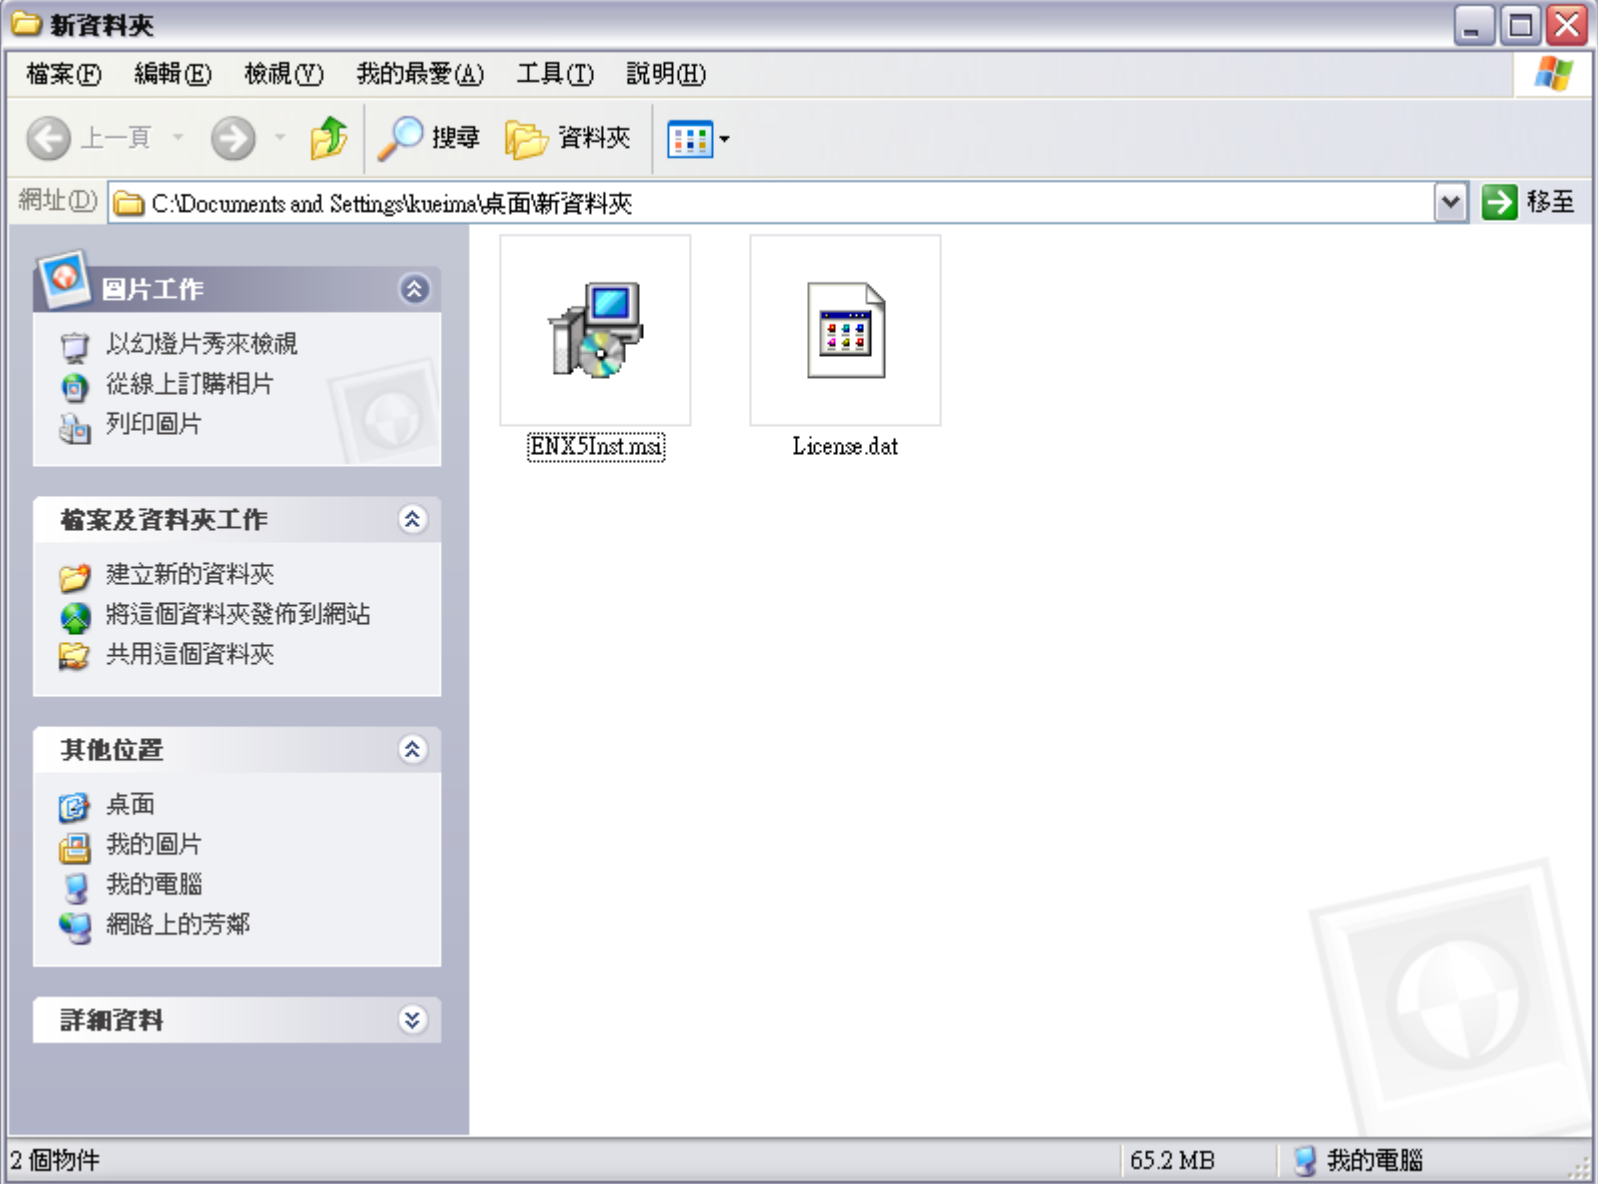 新資料夾
檔案(F) 編輯(E) 檢視(V) 我的最愛(A) 工具(T) 說明(H)
上一頁 搜尋 資料夾
網址(D) C:\Documents and Settings\kueima\桌面\新資料夾 移至
圖片工作
以幻燈片秀來檢視
從線上訂購相片
列印圖片
檔案及資料夾工作
建立新的資料夾
將這個資料夾發佈到網站
共用這個資料夾
其他位置
桌面
我的圖片
我的電腦
網路上的芳鄰
詳細資料
ENX5Inst.msi
License.dat
2 個物件 65.2 MB 我的電腦